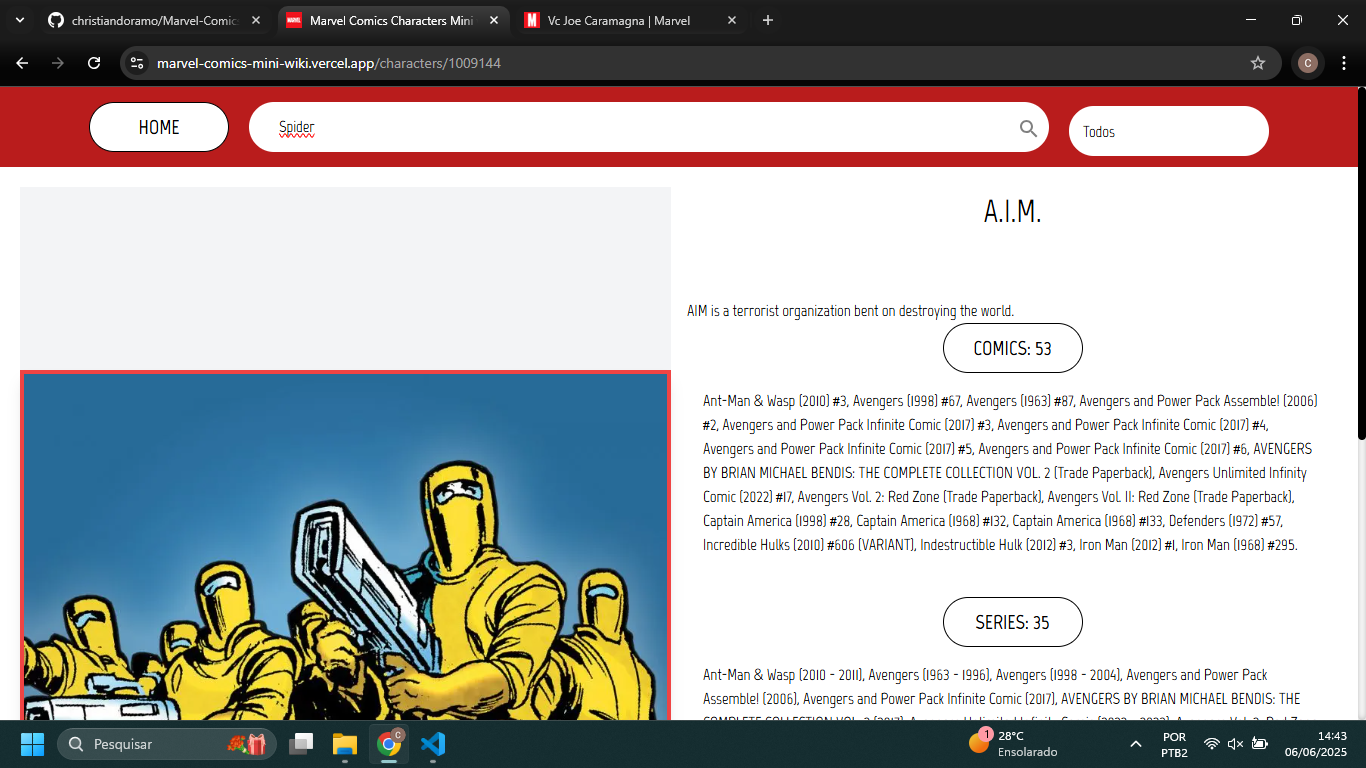 christiandoramo/Marvel-Comic
Marvel Comics Characters Mini
Vc Joe Caramagna | Marvel
marvel-comics-mini-wiki.vercel.app/characters/1009144
C
HOME
Spider
Todos
A.I.M.
AIM is a terrorist organization bent on destroying the world.
COMICS: 53
Ant-Man & Wasp (2010) #3, Avengers (1998) #67, Avengers (1963) #87, Avengers and Power Pack Assemble! (2006)
#2, Avengers and Power Pack Infinite Comic (2017) #3, Avengers and Power Pack Infinite Comic (2017) #4,
Avengers and Power Pack Infinite Comic (2017) #5, Avengers and Power Pack Infinite Comic (2017) #6, AVENGERS
BY BRIAN MICHAEL BENDIS: THE COMPLETE COLLECTION VOL. 2 (Trade Paperback), Avengers Unlimited Infinity
Comic (2022) #17, Avengers Vol. 2: Red Zone (Trade Paperback), Avengers Vol. II: Red Zone (Trade Paperback),
Captain America (1998) #28, Captain America (1968) #132, Captain America (1968) #133, Defenders (1972) #57,
Incredible Hulks (2010) #606 (VARIANT), Indestructible Hulk (2012) #3, Iron Man (2012) #1, Iron Man (1968) #295.
SERIES: 35
Ant-Man & Wasp (2010 - 2011), Avengers (1963 - 1996), Avengers (1998 - 2004), Avengers and Power Pack
Assemble! (2006), Avengers and Power Pack Infinite Comic (2017), AVENGERS BY BRIAN MICHAEL BENDIS: THE
Pesquisar
C
1
28°C
Ensolarado
POR
PTB2
14:43
06/06/2025